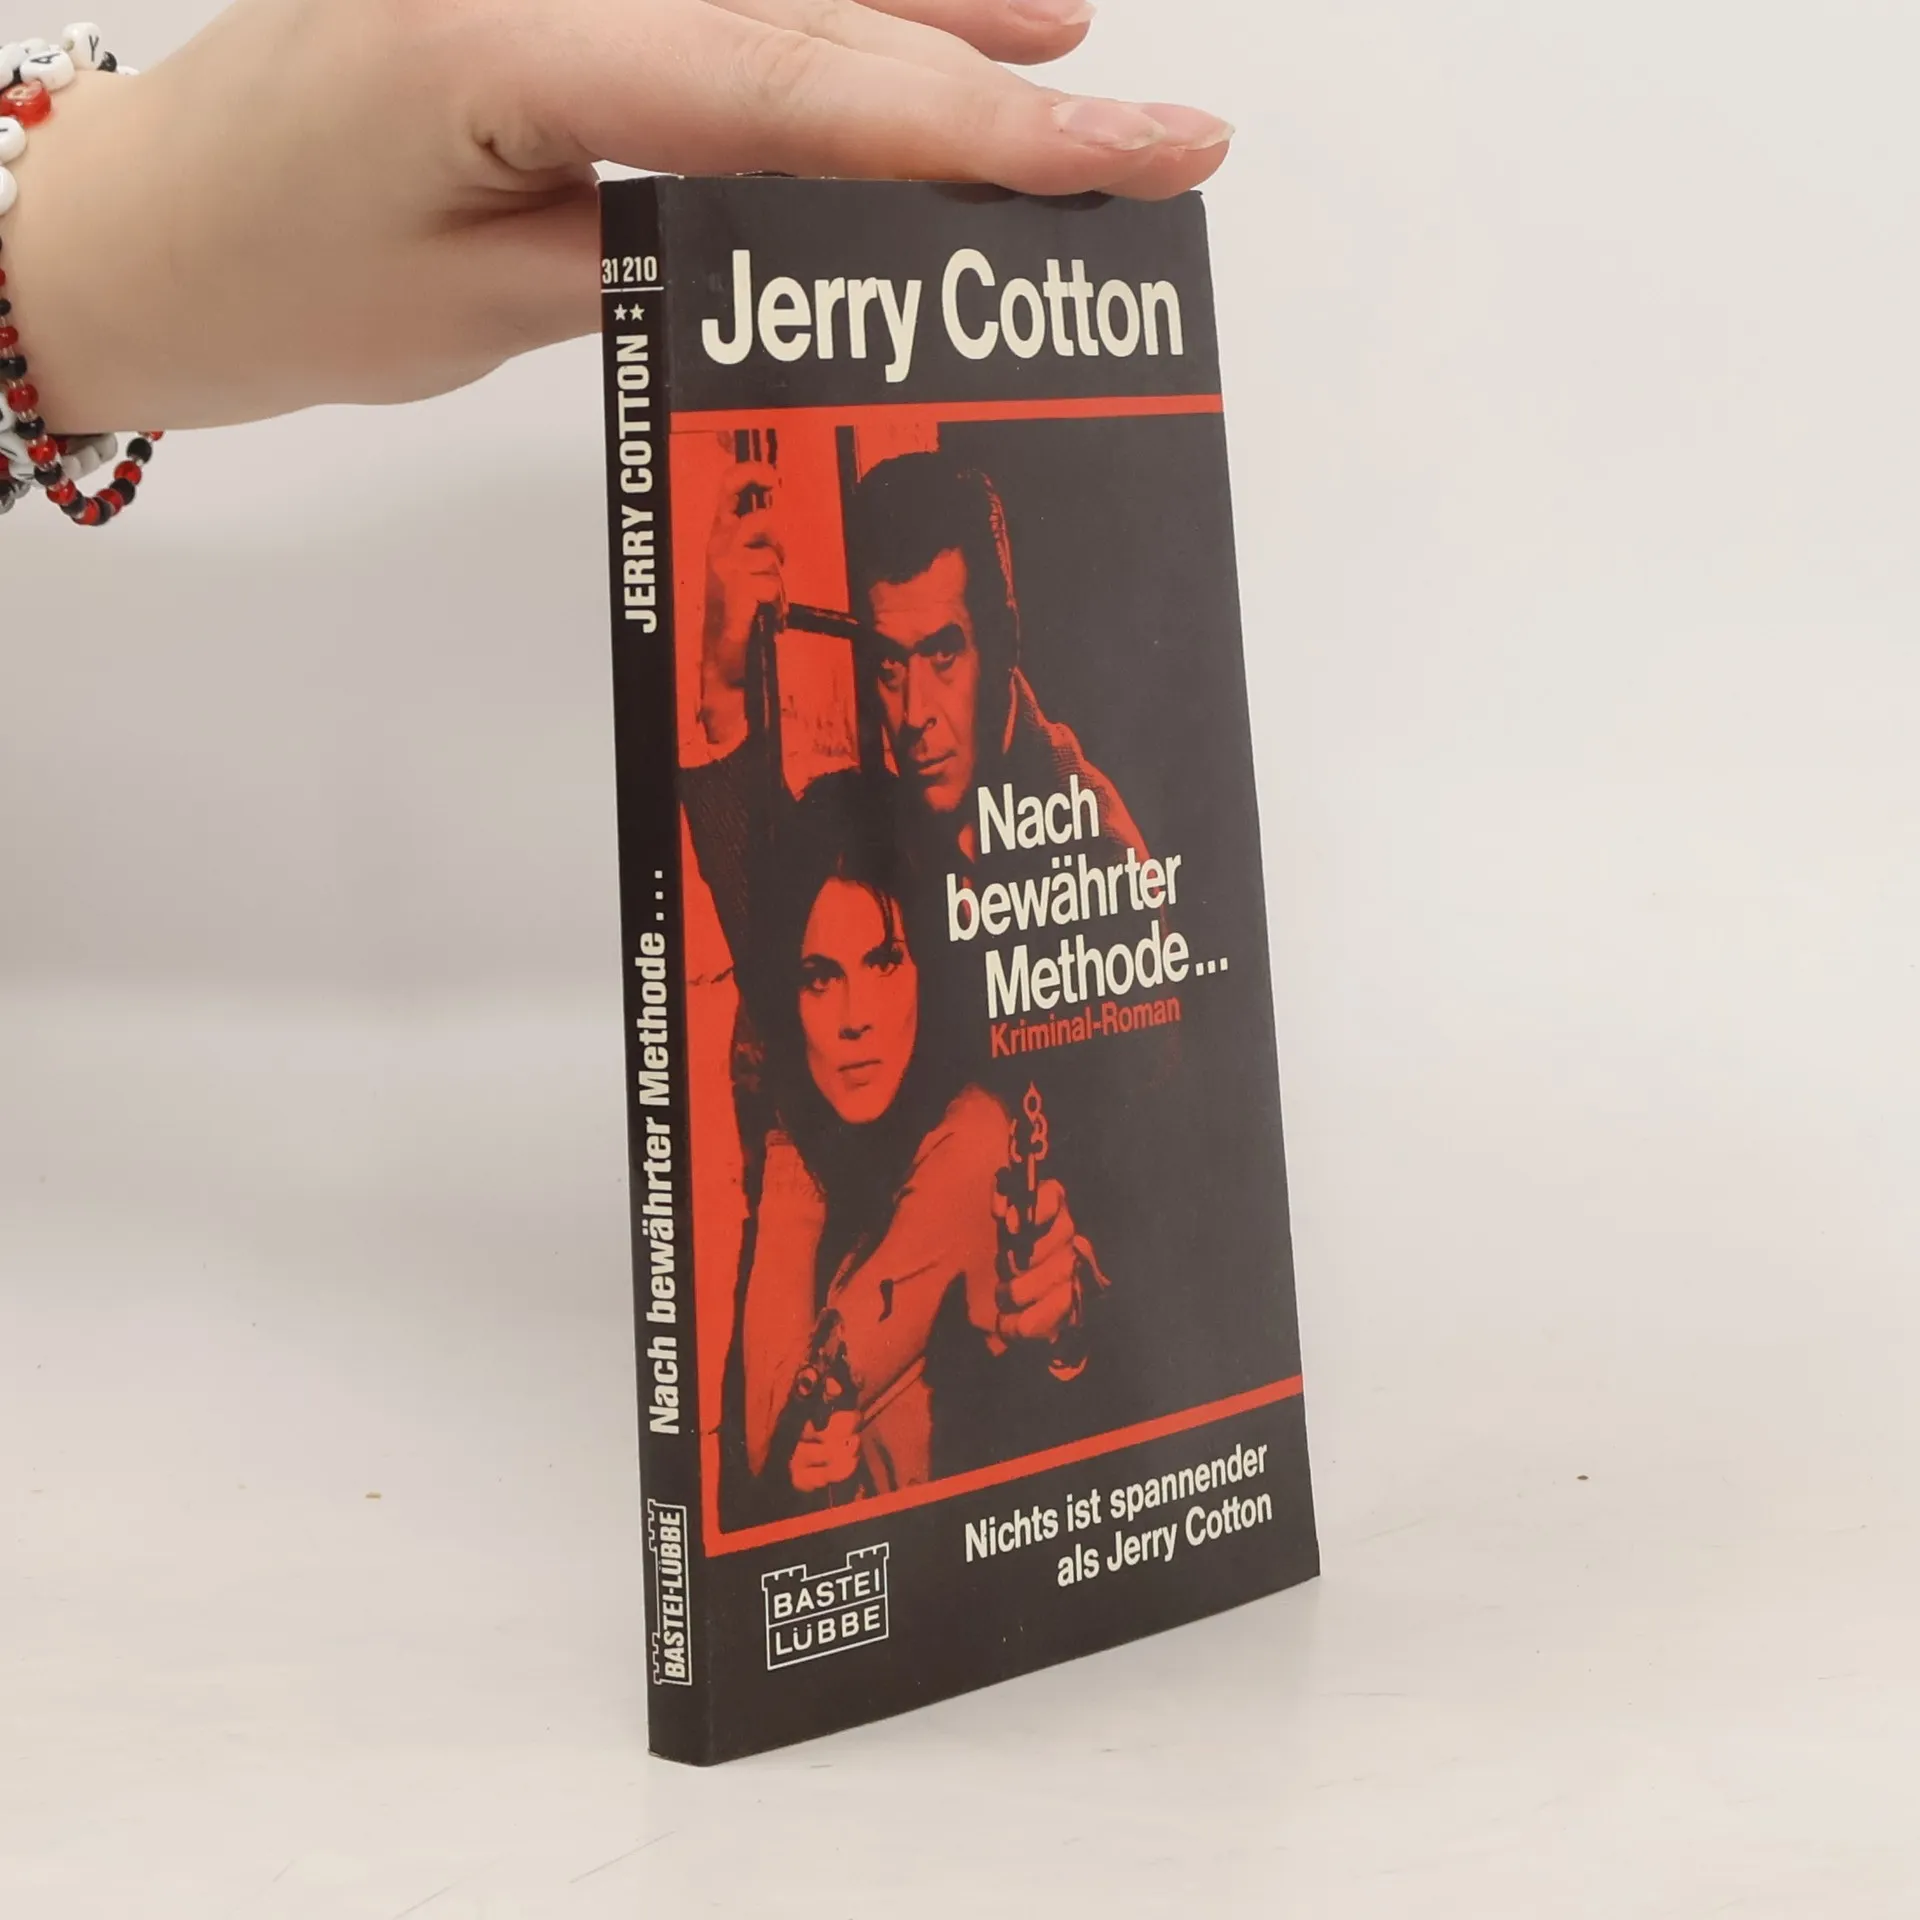 Y
A
31 210
JERRY COTTON
Nach bewährter Methode...
BASTEI-LÜBBE
Jerry Cotton
Nach
bewährter
Methode...
Kriminal-Roman
Nichts ist spannender
als Jerry Cotton
BASTEI
LÜBBE